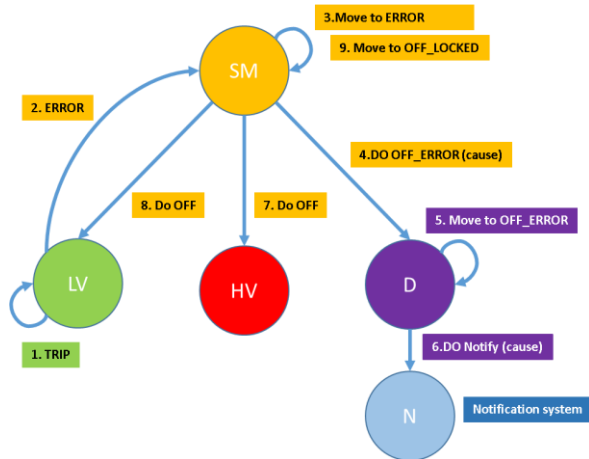 3.Move to ERROR
9. Move to OFF_LOCKED
SM
2. ERROR
4.DO OFF_ERROR (cause)
8. Do OFF
7. Do OFF
5. Move to OFF_ERROR
LV
HV
D
1. TRIP
6.DO Notify (cause)
N
Notification system